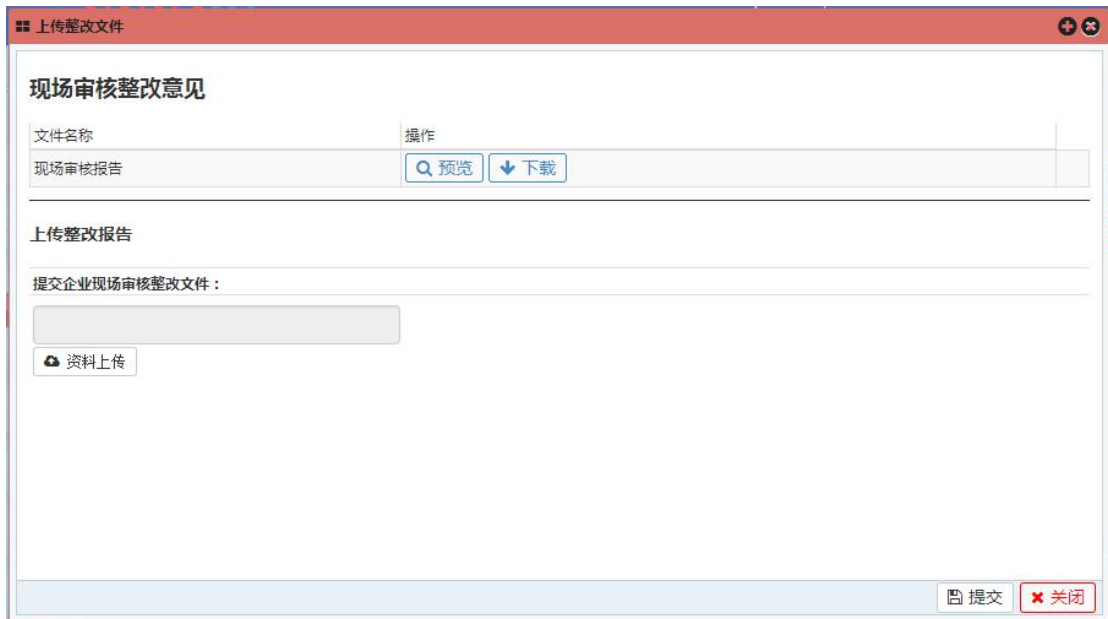 上传整改文件
现场审核整改意见
文件名称 操作
现场审核报告 预览 下载
上传整改报告
提交企业现场审核整改文件：
资料上传
提交 关闭